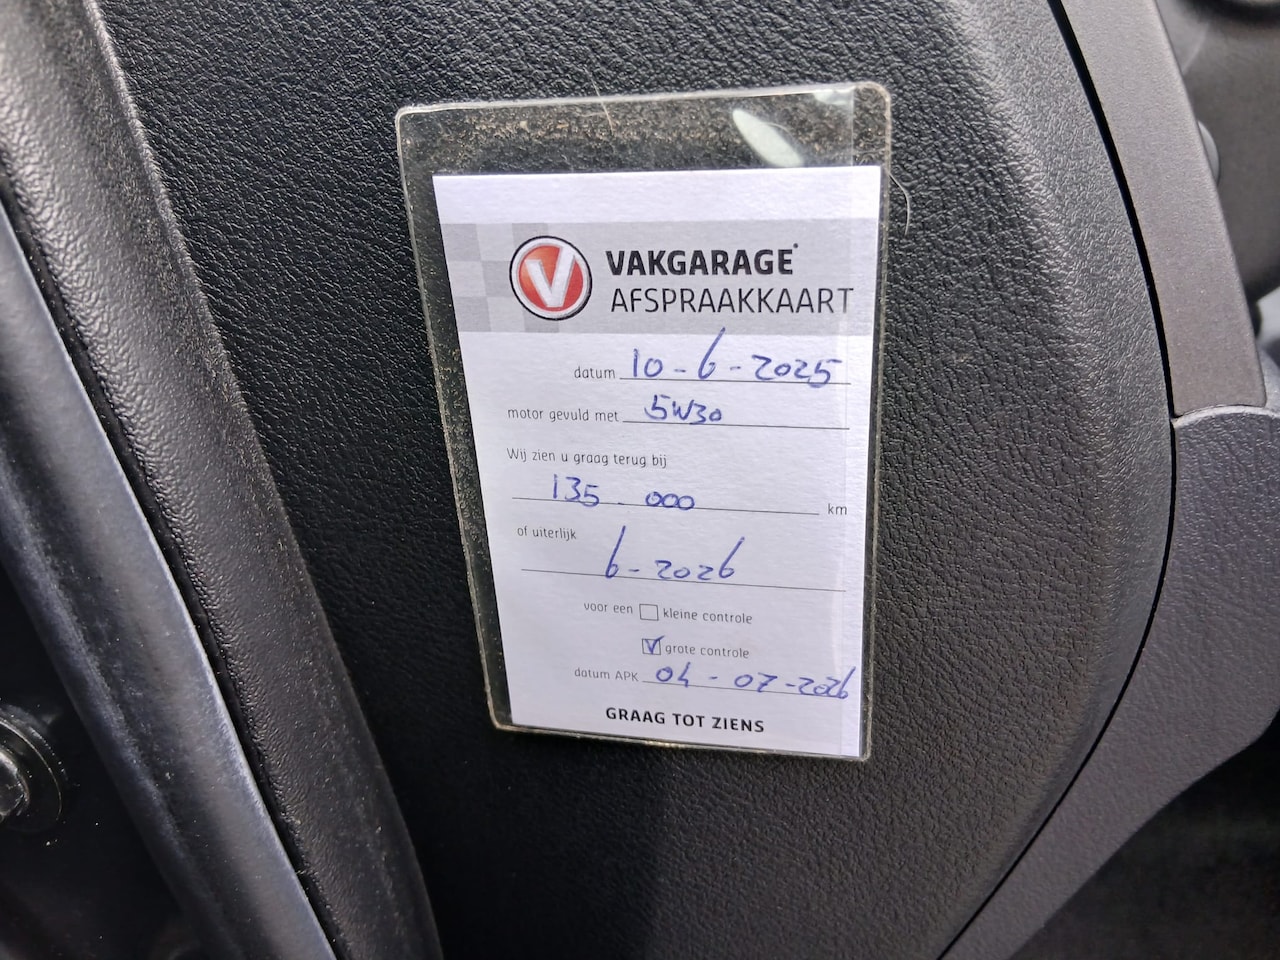 V VAKGARAGE®
AFSPRAAKKAART
datum 10-6-2025
motor gevuld met 5W30
Wij zien u graag terug bij
135-000 km
of uiterlijk
6-2026
voor een kleine controle
V grote controle
datum APK 04-07-2026
GRAAG TOT ZIENS